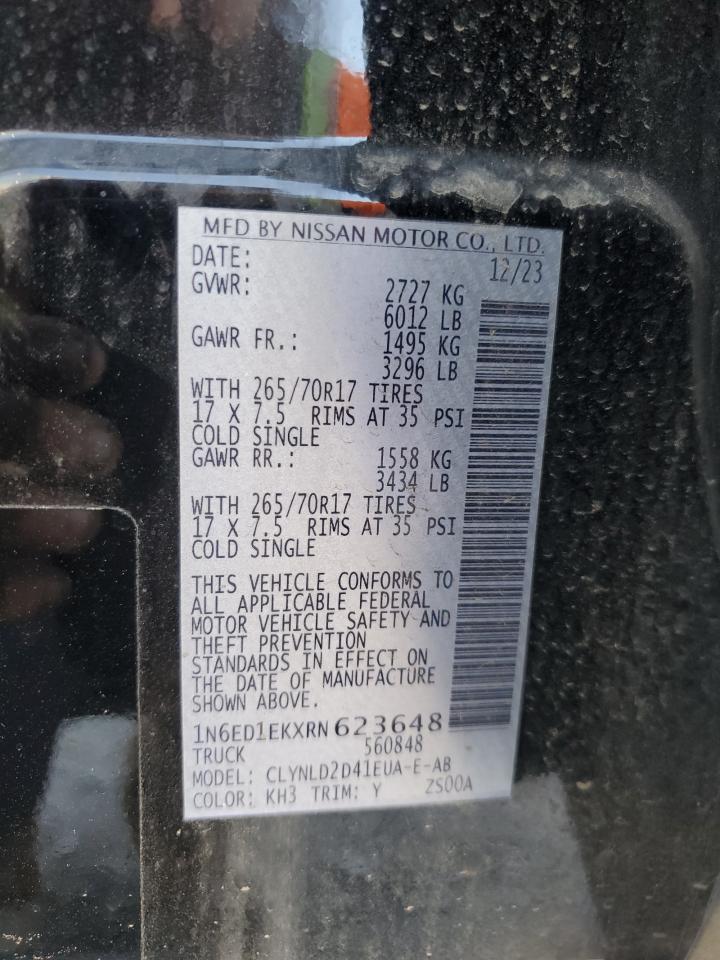 MFD BY NISSAN MOTOR CO., LTD.
DATE: 12/23
GVWR: 2727 KG
6012 LB
GAWR FR.: 1495 KG
3296 LB
WITH 265/70R17 TIRES
17 X 7.5 RIMS AT 35 PSI
COLD SINGLE
GAWR RR.: 1558 KG
3434 LB
WITH 265/70R17 TIRES
17 X 7.5 RIMS AT 35 PSI
COLD SINGLE
THIS VEHICLE CONFORMS TO
ALL APPLICABLE FEDERAL
MOTOR VEHICLE SAFETY AND
THEFT PREVENTION
STANDARDS IN EFFECT ON
THE DATE OF MANUFACTURE
SHOWN ABOVE.
1N6ED1EKXRN623648
TRUCK 560848
MODEL: CLYNLD2D41EUA-E-AB
COLOR: KH3 TRIM: Y ZS00A